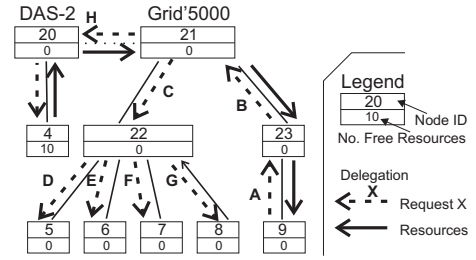 DAS-2 H Grid'5000
20 21
0 0
C B
4 22 23
10 0 0
D E F G A
5 6 7 8 9
0 0 0 0 0
Legend
20
10
Node ID
No. Free Resources
Delegation
X
Request X
Resources